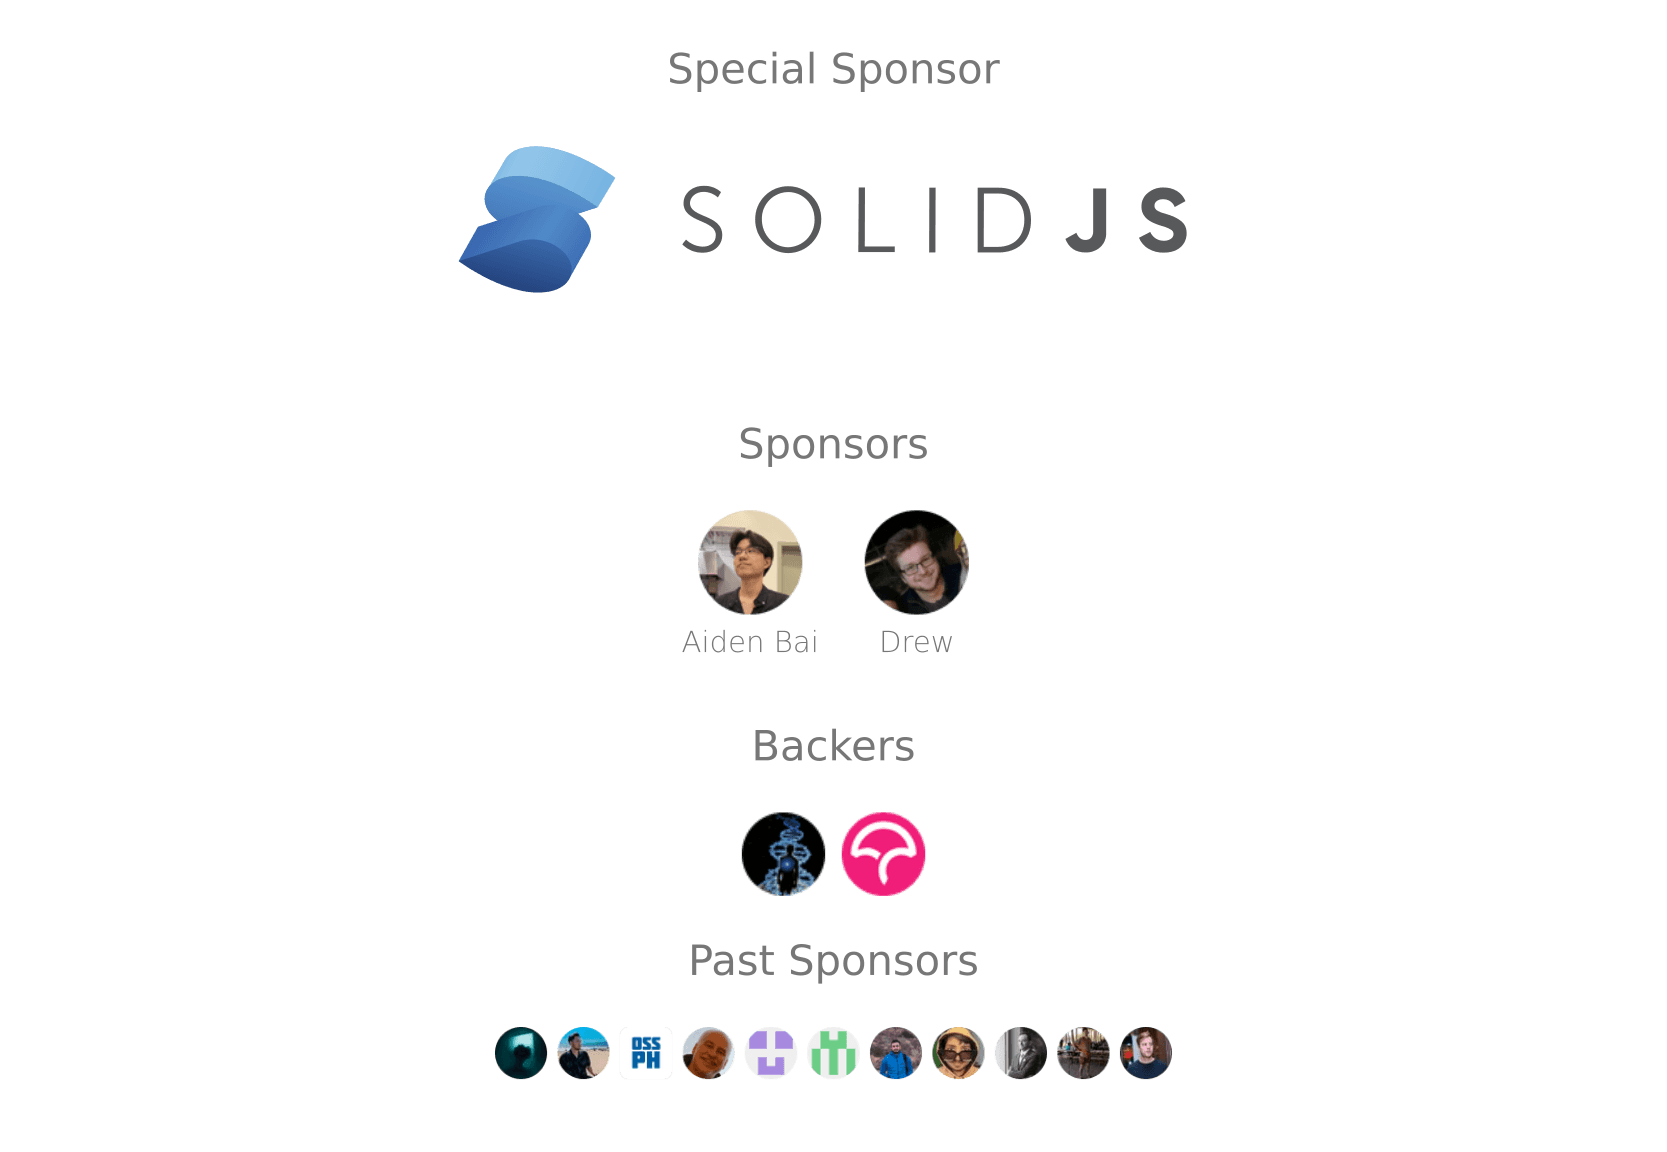 Special Sponsor
SOLIDJS
Sponsors
Aiden Bai
Drew
Backers
Past Sponsors
OSS
PH